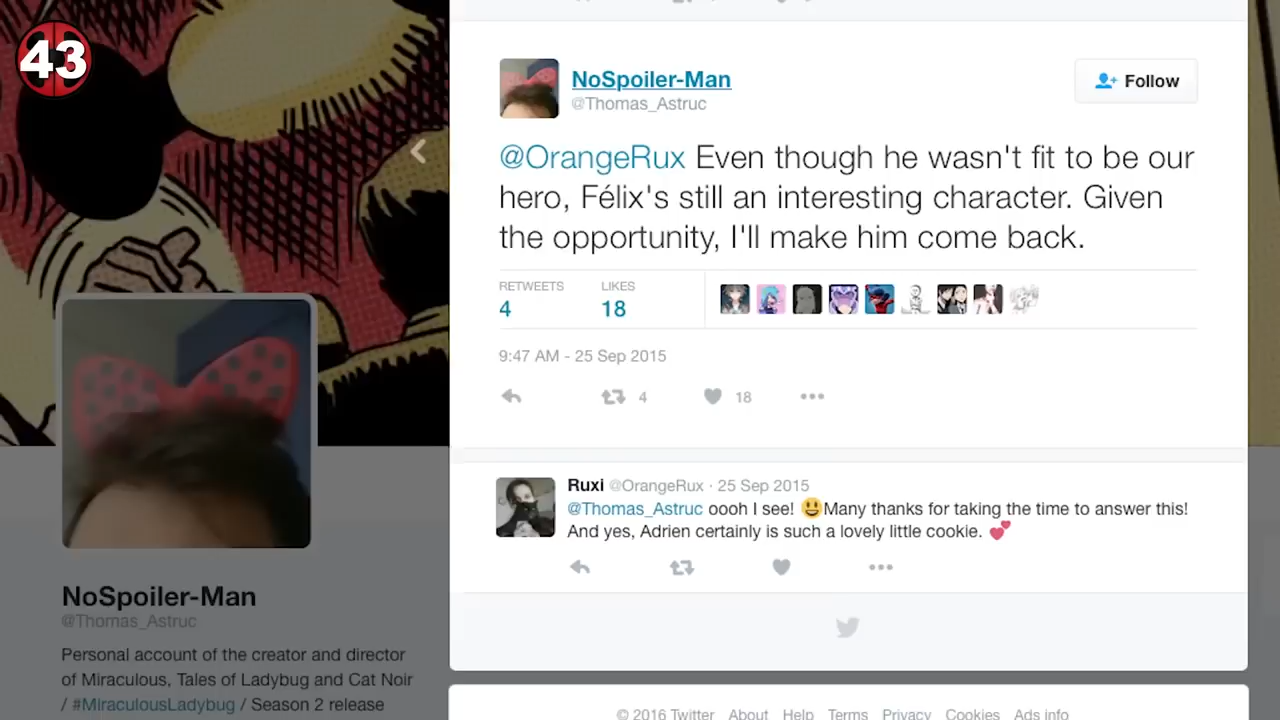 43
NoSpoiler-Man
@Thomas_Astruc
Follow
@OrangeRux Even though he wasn't fit to be our
hero, Félix's still an interesting character. Given
the opportunity, I'll make him come back.
RETWEETS
LIKES
4
18
9:47 AM - 25 Sep 2015
4
18
Ruxi @OrangeRux · 25 Sep 2015
@Thomas_Astruc oooh I see! 😃Many thanks for taking the time to answer this!
And yes, Adrien certainly is such a lovely little cookie. 💕
NoSpoiler-Man
@Thomas_Astruc
Personal account of the creator and director
of Miraculous, Tales of Ladybug and Cat Noir
/ #MiraculousLadybug / Season 2 release
© 2016 Twitter About Help Terms Privacy Cookies Ads info